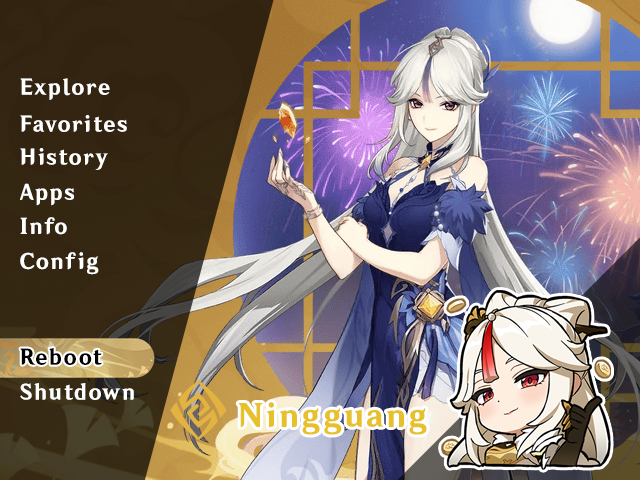 Explore
Favorites
History
Apps
Info
Config
Reboot
Shutdown
Ningguang